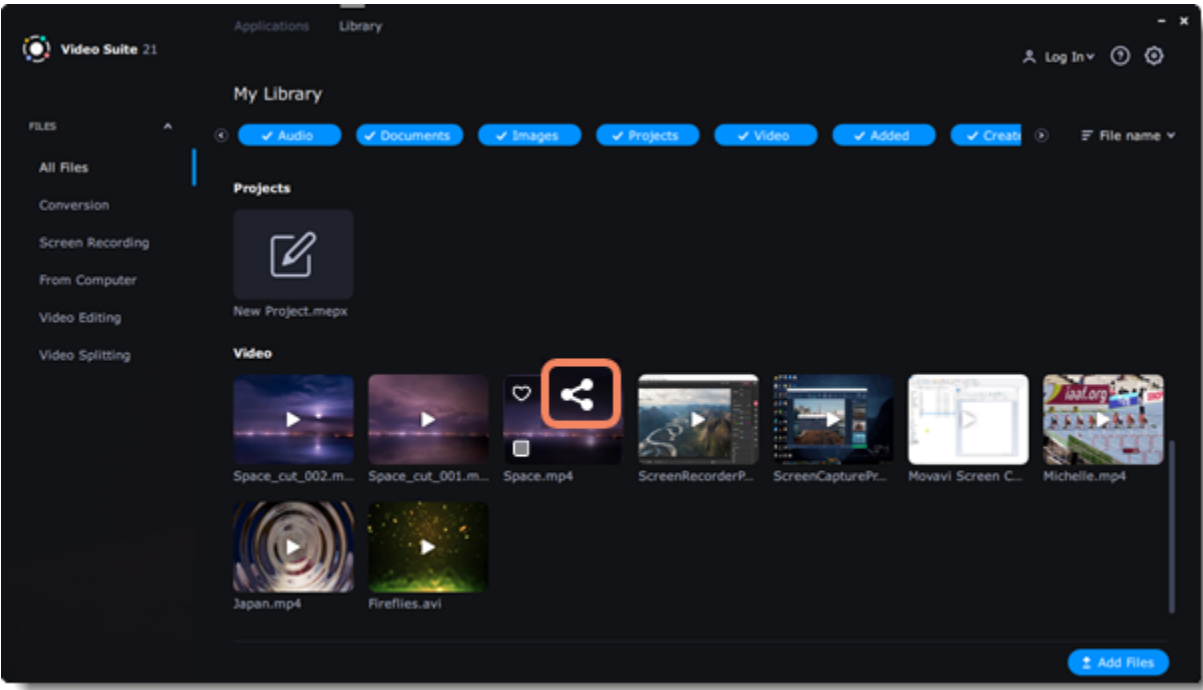 Applications Library
Video Suite 21
Log In
My Library
FILES
Audio Documents Images Projects Video Added Create File name
All Files
Conversion
Screen Recording
From Computer
Video Editing
Video Splitting
Projects
New Project.mepx
Video
Space_cut_002.m... Space_cut_001.m... Space.mp4 ScreenRecorderP... ScreenCapturePr... Movavi Screen C... Michelle.mp4
iaaf.org
Japan.mp4 Fireflies.avi
Add Files